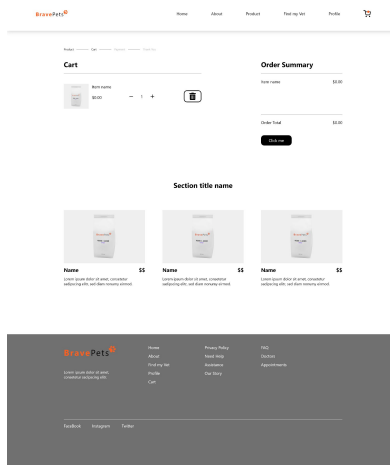 BravePets
Home About Product Find my Vet Profile
Product Cart
Cart
Item name
$0.00
1
Order Summary
Item name $0.00
Order Total $0.00
Click me
Section title name
Name $$
Lorem ipsum dolor sit amet, consetetur
sadipscing elitr, sed diam nonumy eirmod.
Name $$
Lorem ipsum dolor sit amet, consetetur
sadipscing elitr, sed diam nonumy eirmod.
Name $$
Lorem ipsum dolor sit amet, consetetur
sadipscing elitr, sed diam nonumy eirmod.
BravePets
Lorem ipsum dolor sit amet,
consetetur sadipscing elitr.
Home
About
Find my Vet
Profile
Cart
Privacy Policy
Need Help
Assistance
Our Story
FAQ
Doctors
Appointments
FaceBook Instagram Twitter